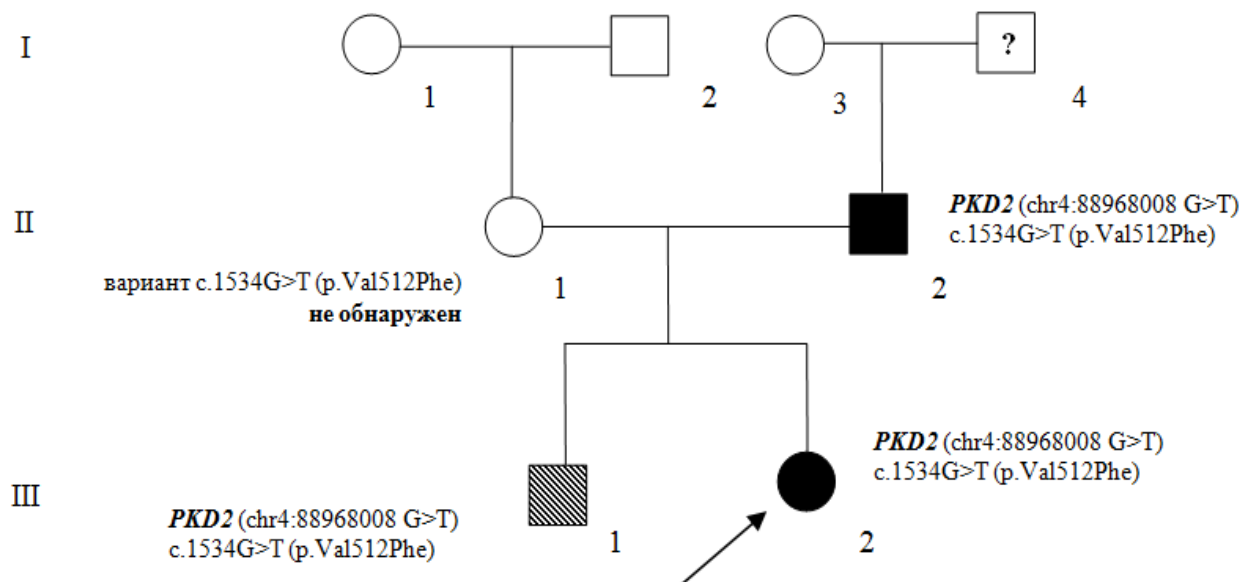 I
?
1
2
3
4
II
PKD2 (chr4:88968008 G>T)
c.1534G>T (p.Val512Phe)
вариант c.1534G>T (p.Val512Phe)
не обнаружен
1
2
PKD2 (chr4:88968008 G>T)
c.1534G>T (p.Val512Phe)
III
PKD2 (chr4:88968008 G>T)
c.1534G>T (p.Val512Phe)
1
2